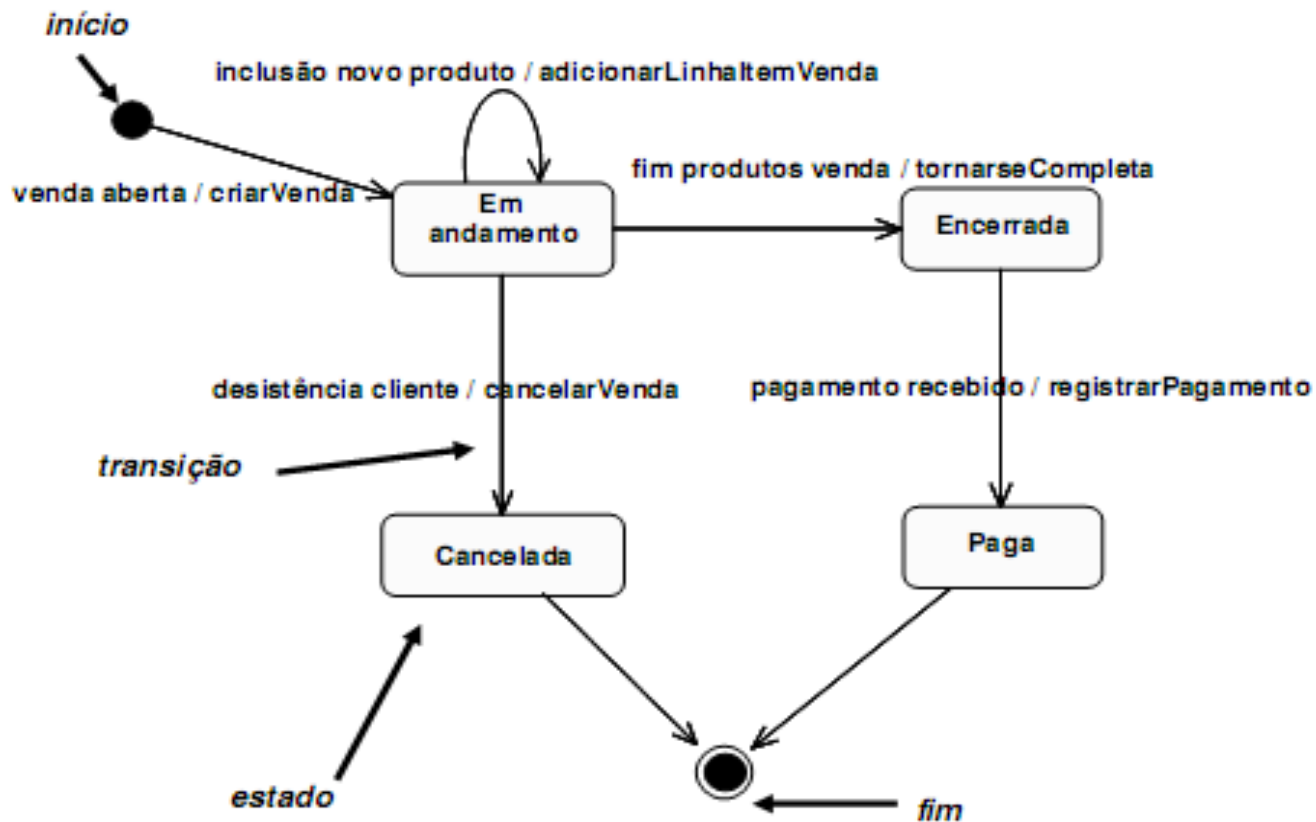 início
inclusão novo produto / adicionarLinhaItemVenda
fim produtos venda / tornarseCompleta
venda aberta / criarVenda
Em
andamento
Encerrada
desistência cliente / cancelarVenda
pagamento recebido / registrarPagamento
transição
Cancelada
Paga
estado
fim